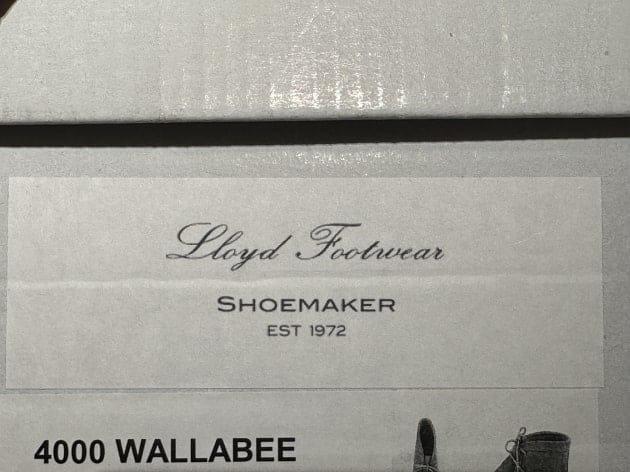 Lloyd Footwear
SHOEMAKER
EST 1972
4000 WALLABEE